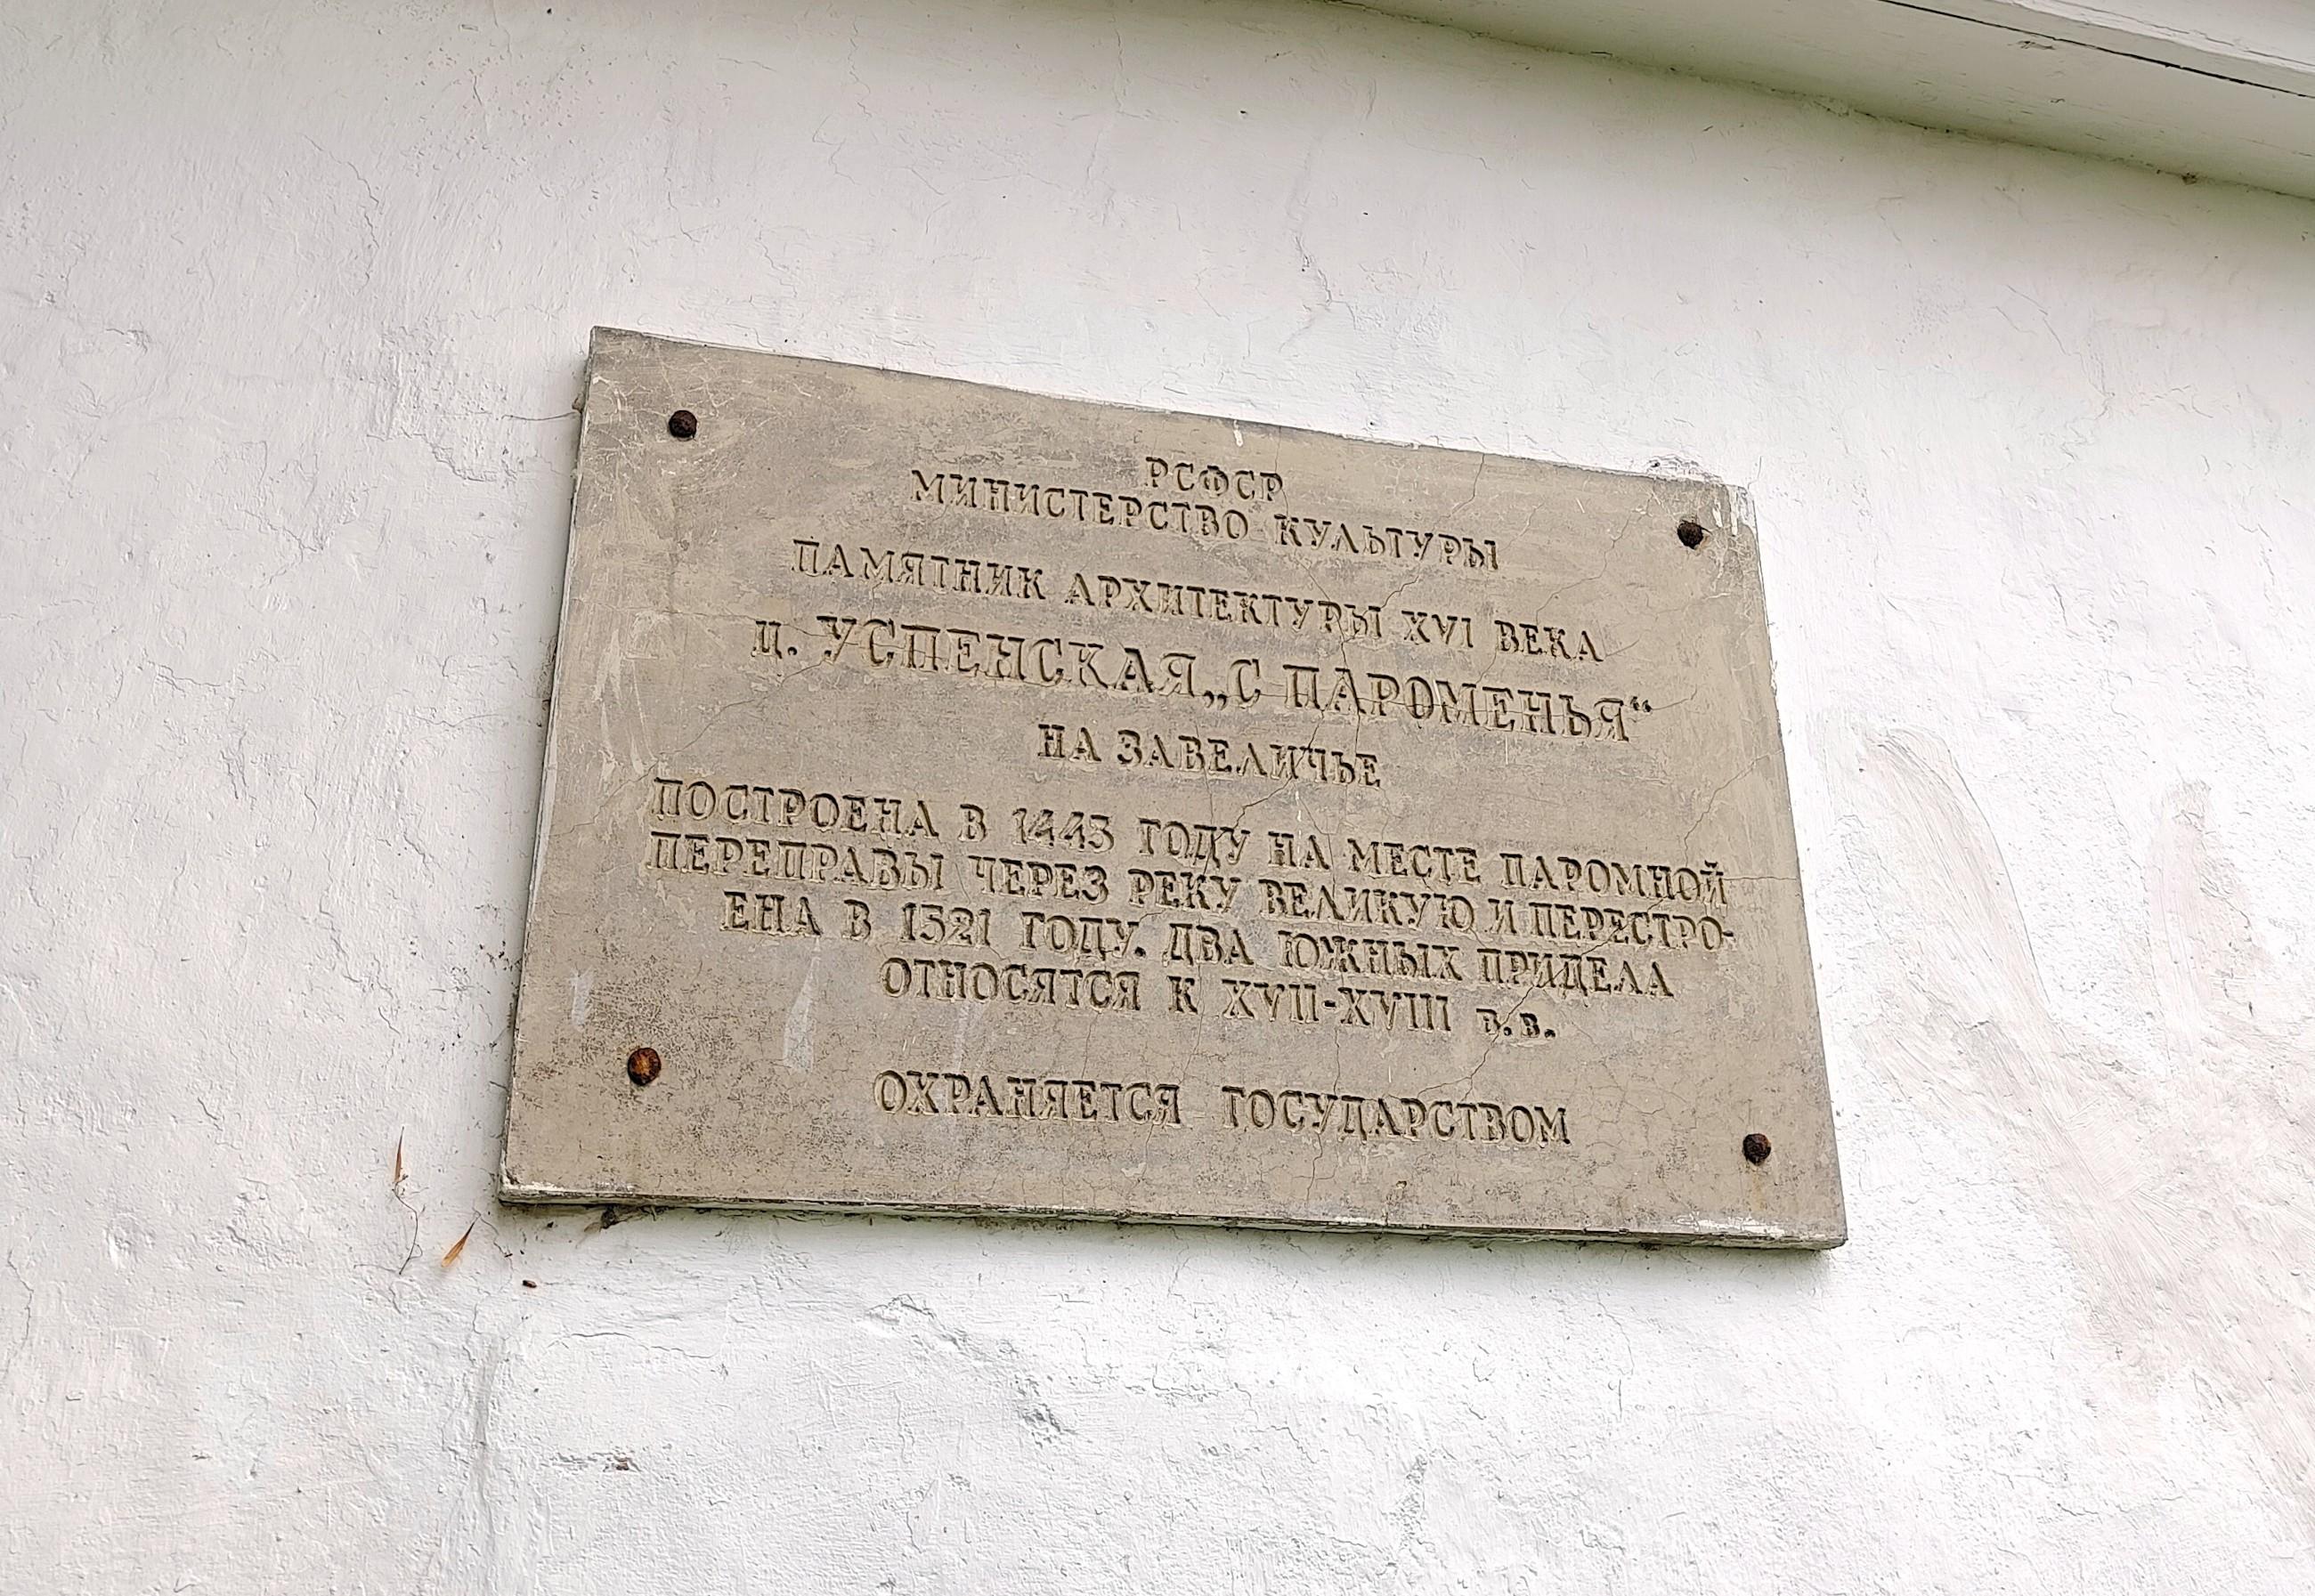 РСФСР
МИНИСТЕРСТВО КУЛЬТУРЫ
ПАМЯТНИК АРХИТЕКТУРЫ XVI ВЕКА
ц. УСПЕНСКАЯ „С ПАРОМЕНЬЯ“
НА ЗАВЕЛИЧЬЕ
ПОСТРОЕНА В 1443 ГОДУ НА МЕСТЕ ПАРОМНОЙ
ПЕРЕПРАВЫ ЧЕРЕЗ РЕКУ ВЕЛИКУЮ И ПЕРЕСТРО-
ЕНА В 1521 ГОДУ. ДВА ЮЖНЫХ ПРИДЕЛА
ОТНОСЯТСЯ К XVII-XVIII в.в.
ОХРАНЯЕТСЯ ГОСУДАРСТВОМ